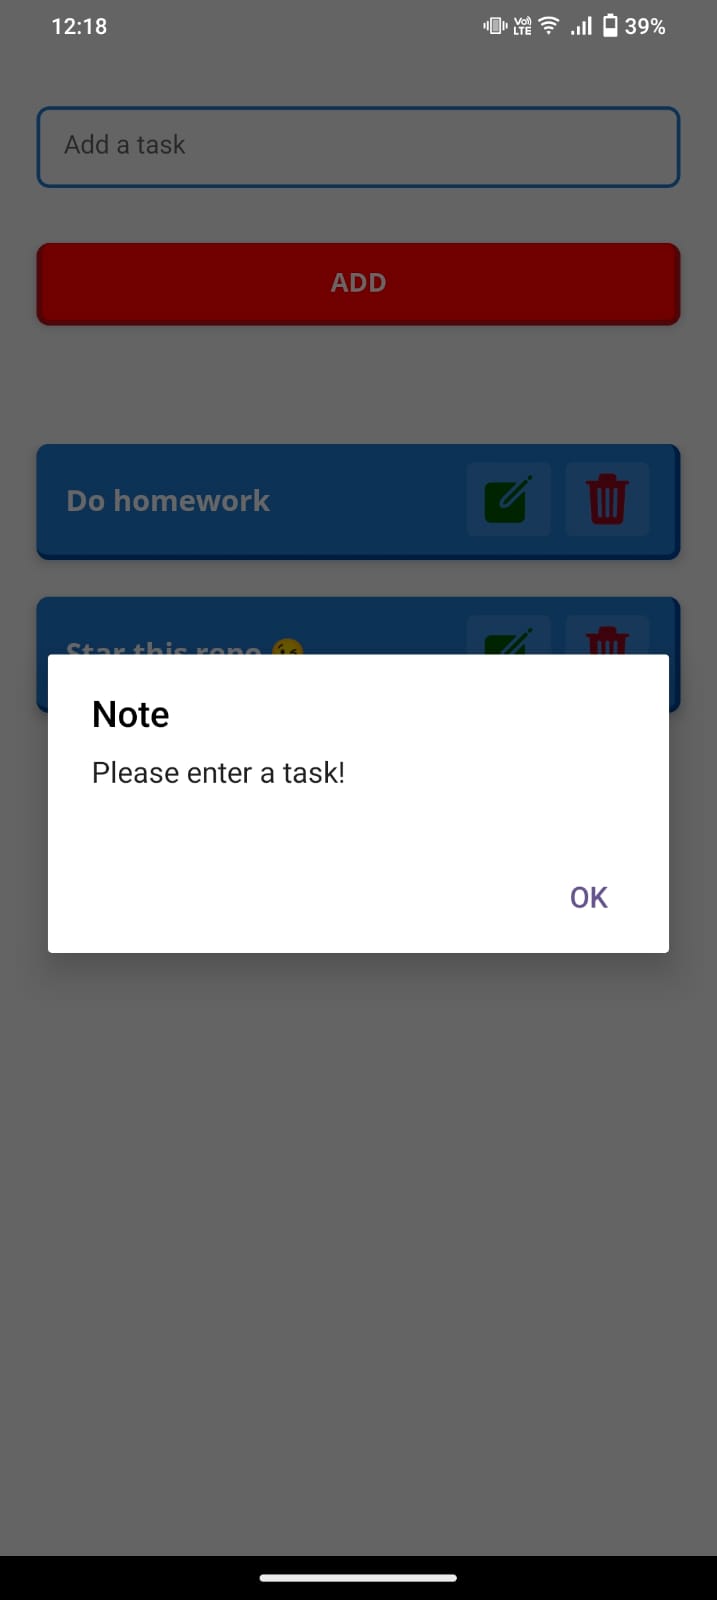 12:18
Vo) LTE
39%
Add a task
ADD
Do homework
Star this repo 😉
Note
Please enter a task!
OK